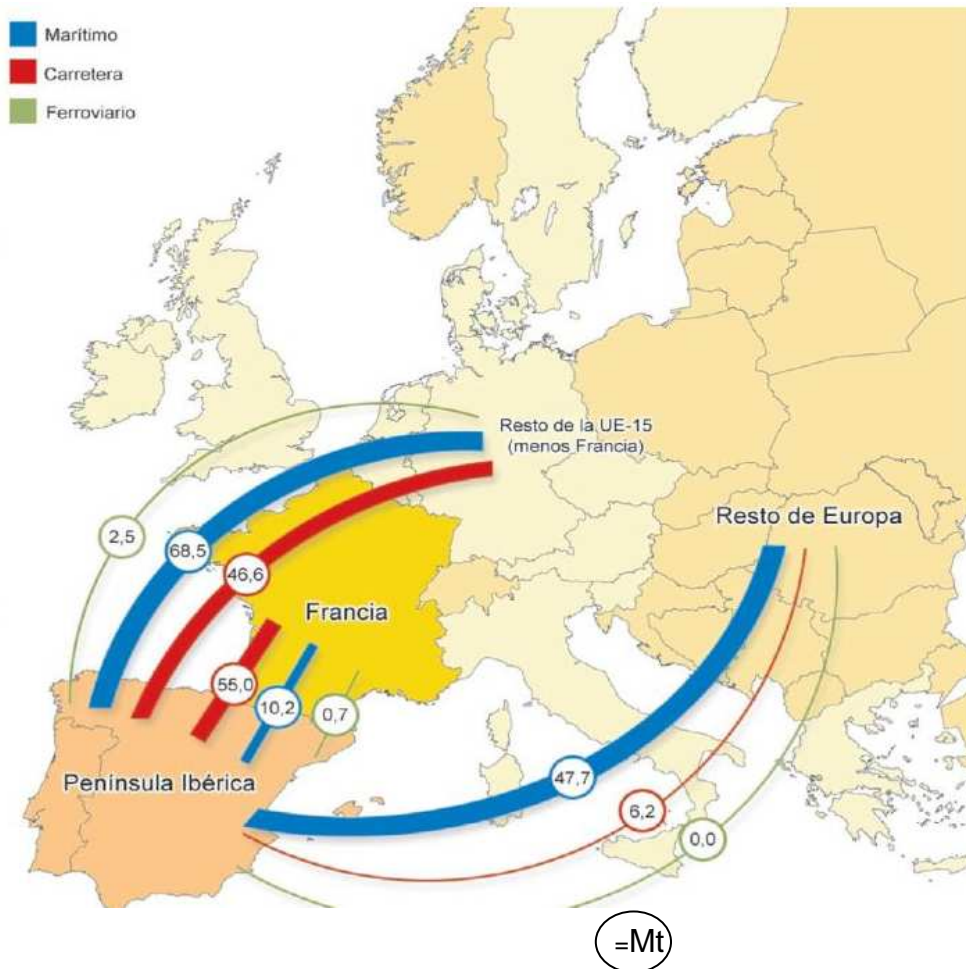 Marítimo
Carretera
Ferroviario
Resto de la UE-15
(menos Francia)
Resto de Europa
2,5
68,5
46,6
Francia
55,0
10,2
0,7
Península Ibérica
47,7
6,2
0,0
=Mt